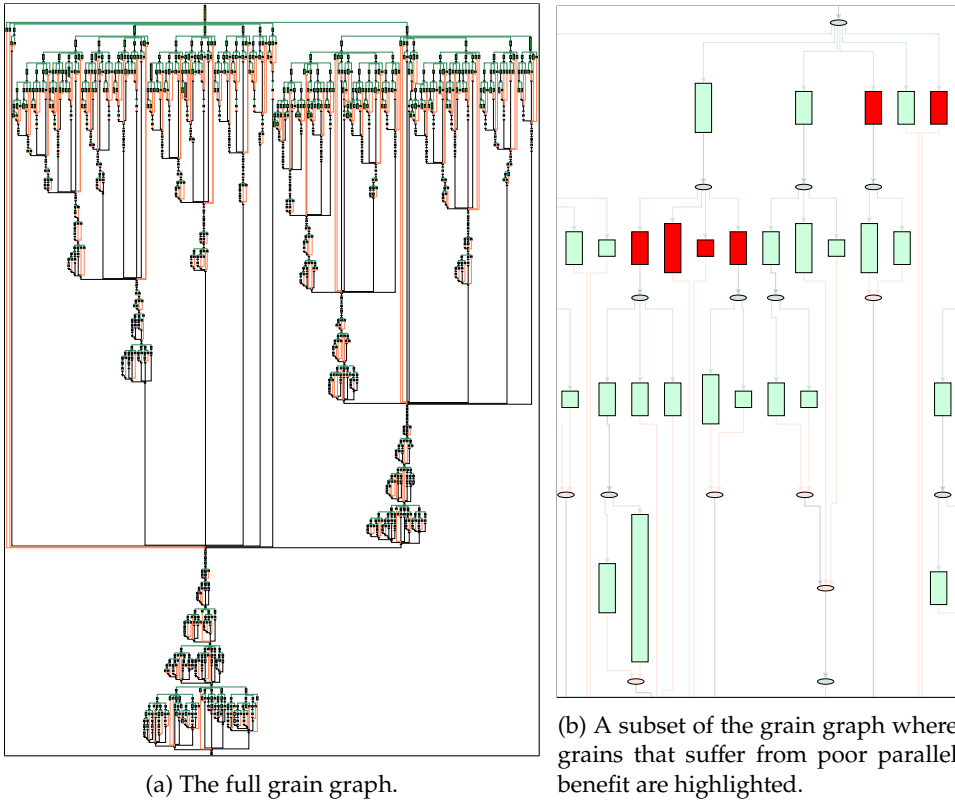 (a) The full grain graph.
(b) A subset of the grain graph where
grains that suffer from poor parallel
benefit are highlighted.